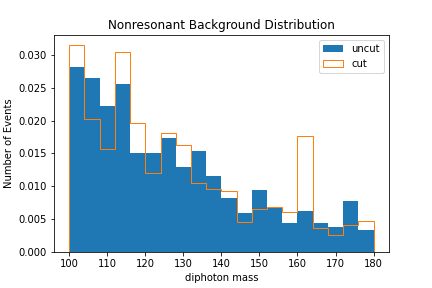 Nonresonant Background Distribution
uncut
cut
Number of Events
0.030
0.025
0.020
0.015
0.010
0.005
0.000
100 110 120 130 140 150 160 170 180
diphoton mass